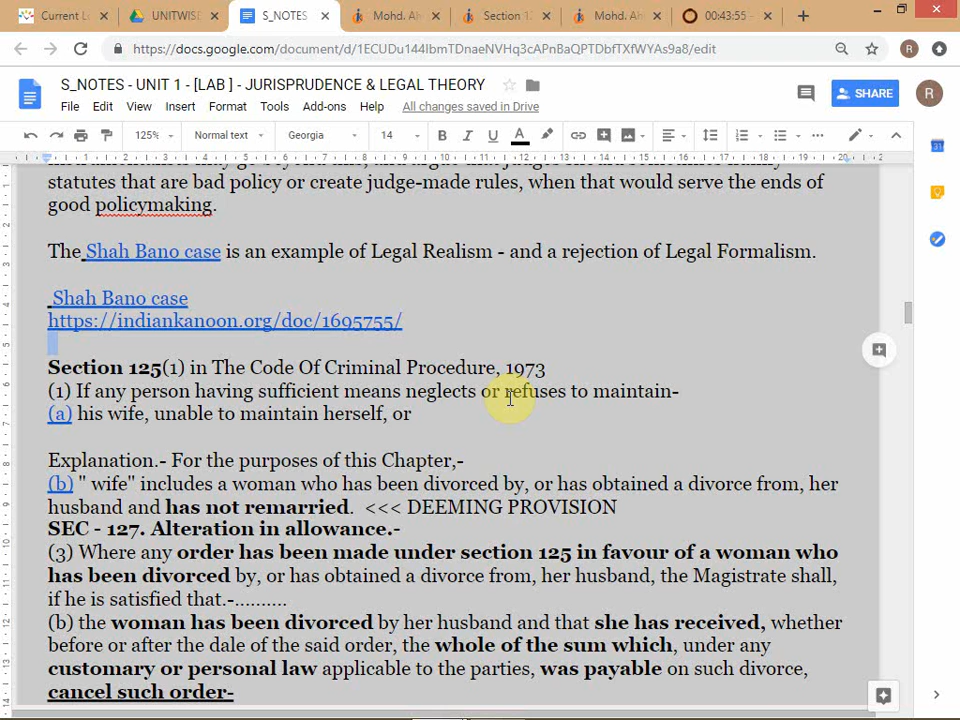 Current L
UNITWISE
S_NOTES
Mohd. A
Section 1
Mohd. A
00:43:55
https://docs.google.com/document/d/1ECUDu144IbmTDnaeNVHq3cAPnBaQPTDbfTXfWYAs9a8/edit
R
S_NOTES - UNIT 1 - [LAB ] - JURISPRUDENCE & LEGAL THEORY
File Edit View Insert Format Tools Add-ons Help All changes saved in Drive
SHARE
R
125% Normal text Georgia 14 B I U A
statutes that are bad policy or create judge-made rules, when that would serve the ends of
good policymaking.
The Shah Bano case is an example of Legal Realism - and a rejection of Legal Formalism.
Shah Bano case
https://indiankanoon.org/doc/1695755/
Section 125(1) in The Code Of Criminal Procedure, 1973
(1) If any person having sufficient means neglects or refuses to maintain-
(a) his wife, unable to maintain herself, or
Explanation.- For the purposes of this Chapter,-
(b) " wife" includes a woman who has been divorced by, or has obtained a divorce from, her
husband and has not remarried. <<< DEEMING PROVISION
SEC - 127. Alteration in allowance.-
(3) Where any order has been made under section 125 in favour of a woman who
has been divorced by, or has obtained a divorce from, her husband, the Magistrate shall,
if he is satisfied that.-..........
(b) the woman has been divorced by her husband and that she has received, whether
before or after the dale of the said order, the whole of the sum which, under any
customary or personal law applicable to the parties, was payable on such divorce,
cancel such order-